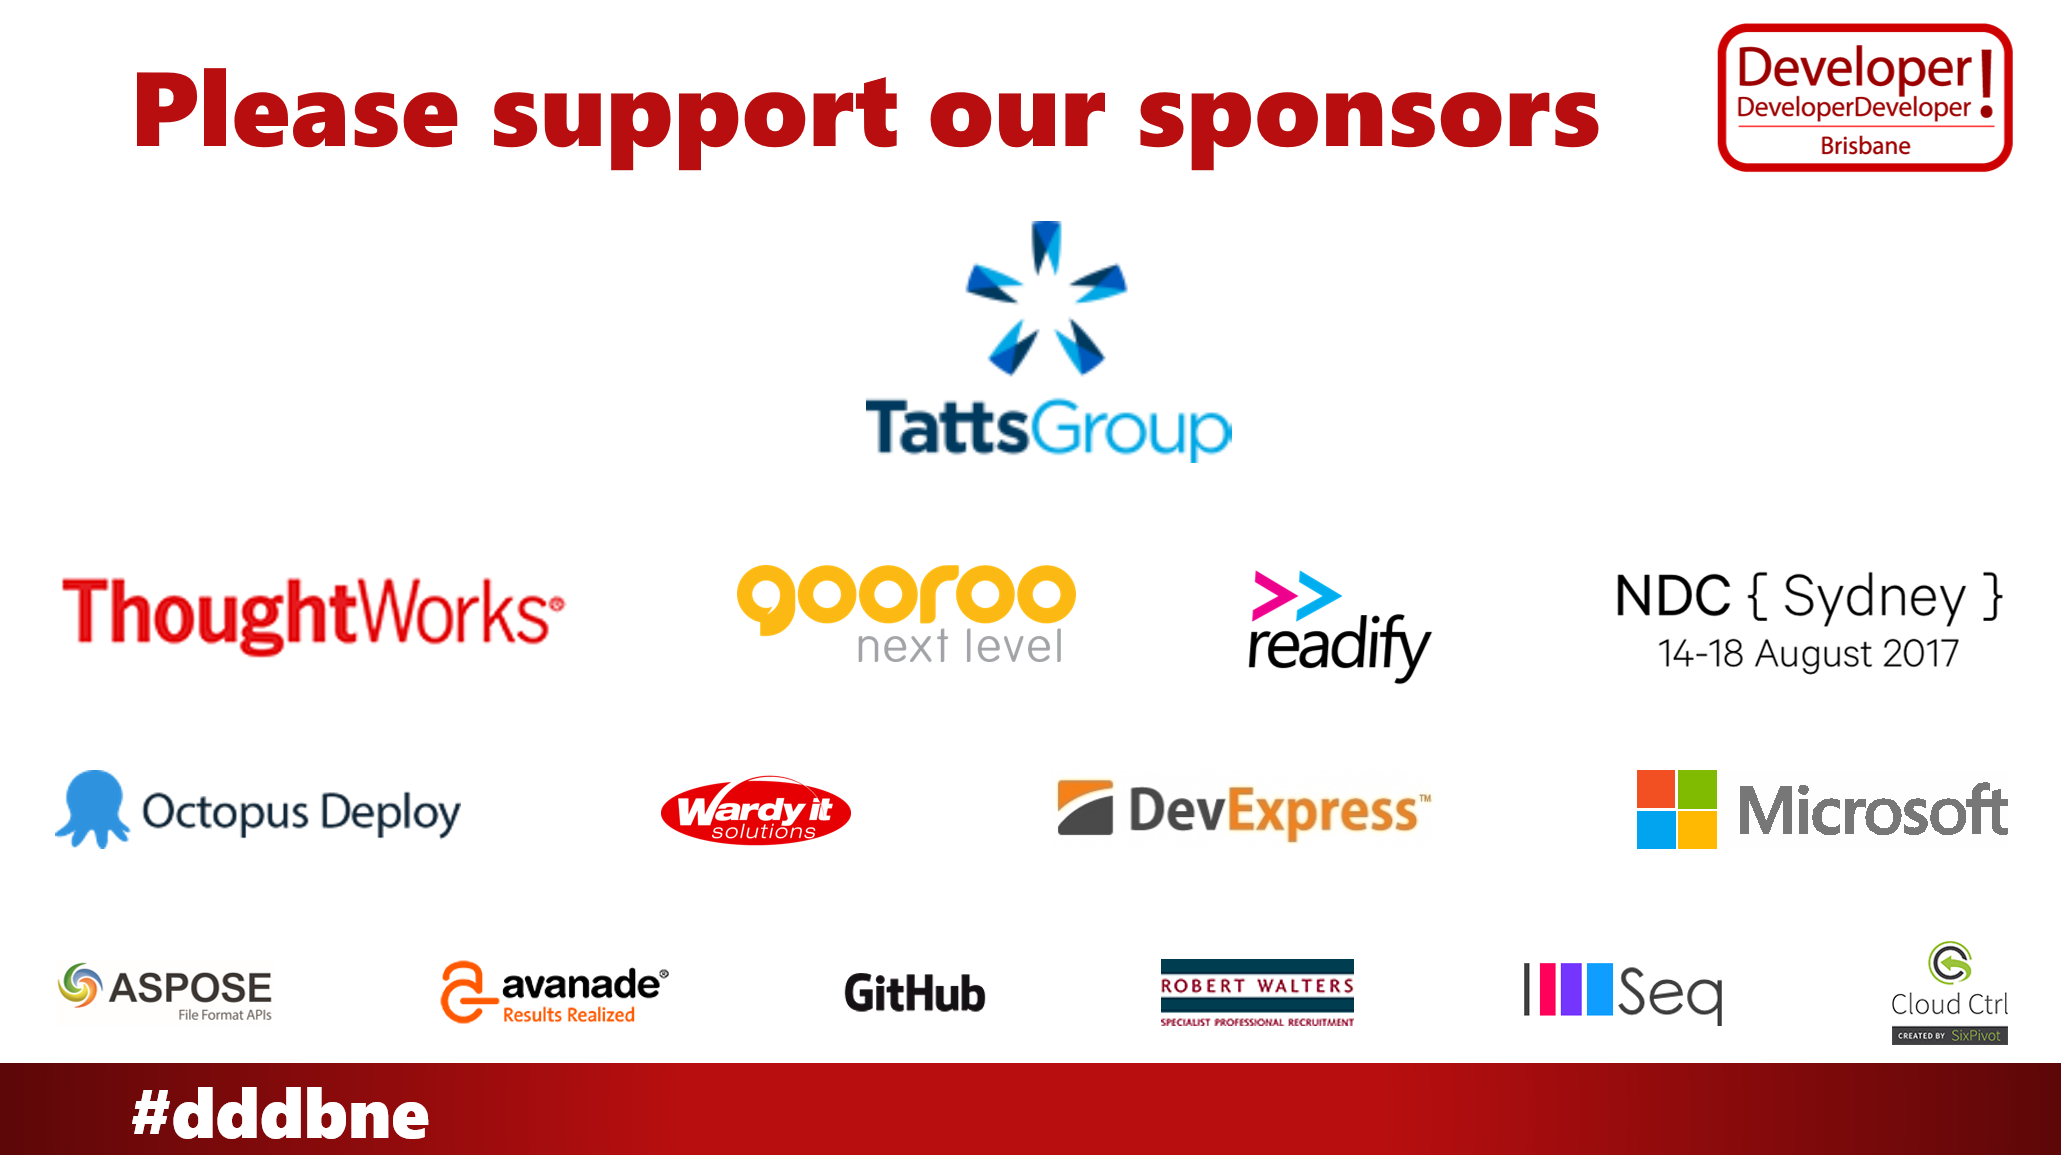 Please support our sponsors
Developer!
DeveloperDeveloper
Brisbane
TattsGroup
ThoughtWorks®
gooroo
next level
readify
NDC { Sydney }
14-18 August 2017
Octopus Deploy
Wardy it
solutions
DevExpress™
Microsoft
ASPOSE
File Format APIs
avanade®
Results Realized
GitHub
ROBERT WALTERS
SPECIALIST PROFESSIONAL RECRUITMENT
Seq
Cloud Ctrl
CREATED BY SixPivot
#dddbne